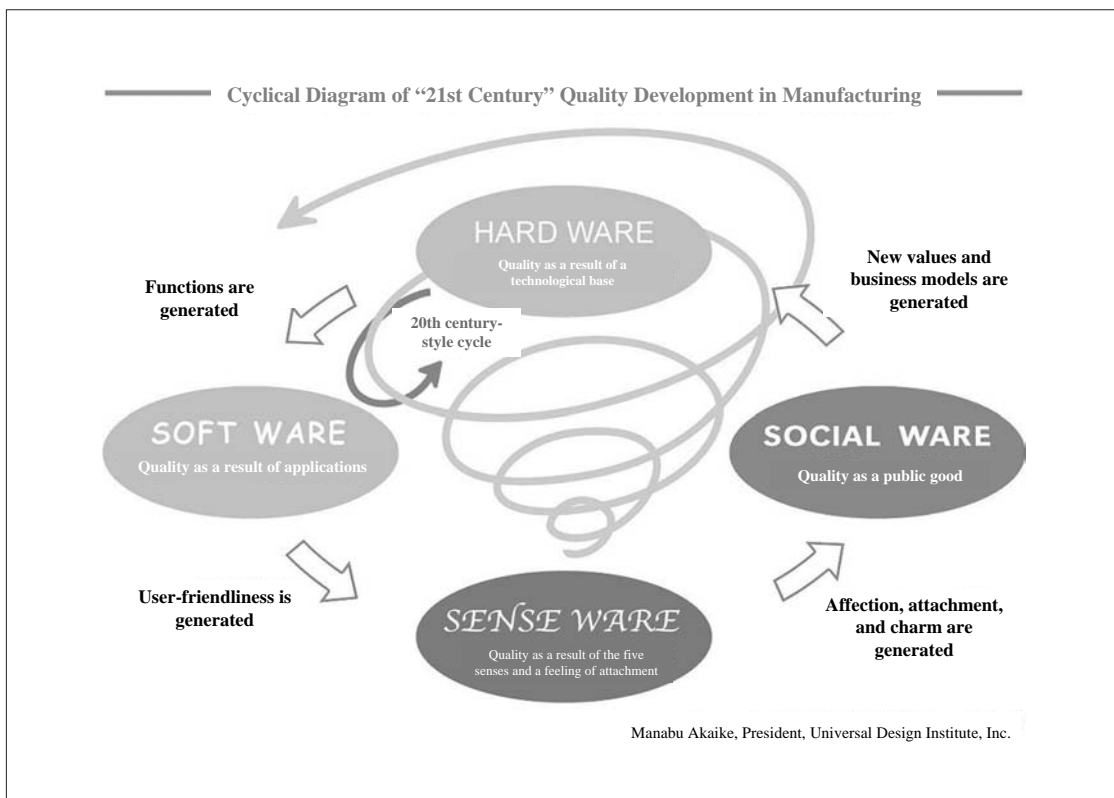 Cyclical Diagram of “21st Century” Quality Development in Manufacturing
HARD WARE
Quality as a result of a
technological base
New values and
business models are
generated
Functions are
generated
20th century-
style cycle
SOFT WARE
Quality as a result of applications
SOCIAL WARE
Quality as a public good
User-friendliness is
generated
SENSE WARE
Quality as a result of the five
senses and a feeling of attachment
Affection, attachment,
and charm are
generated
Manabu Akaike, President, Universal Design Institute, Inc.